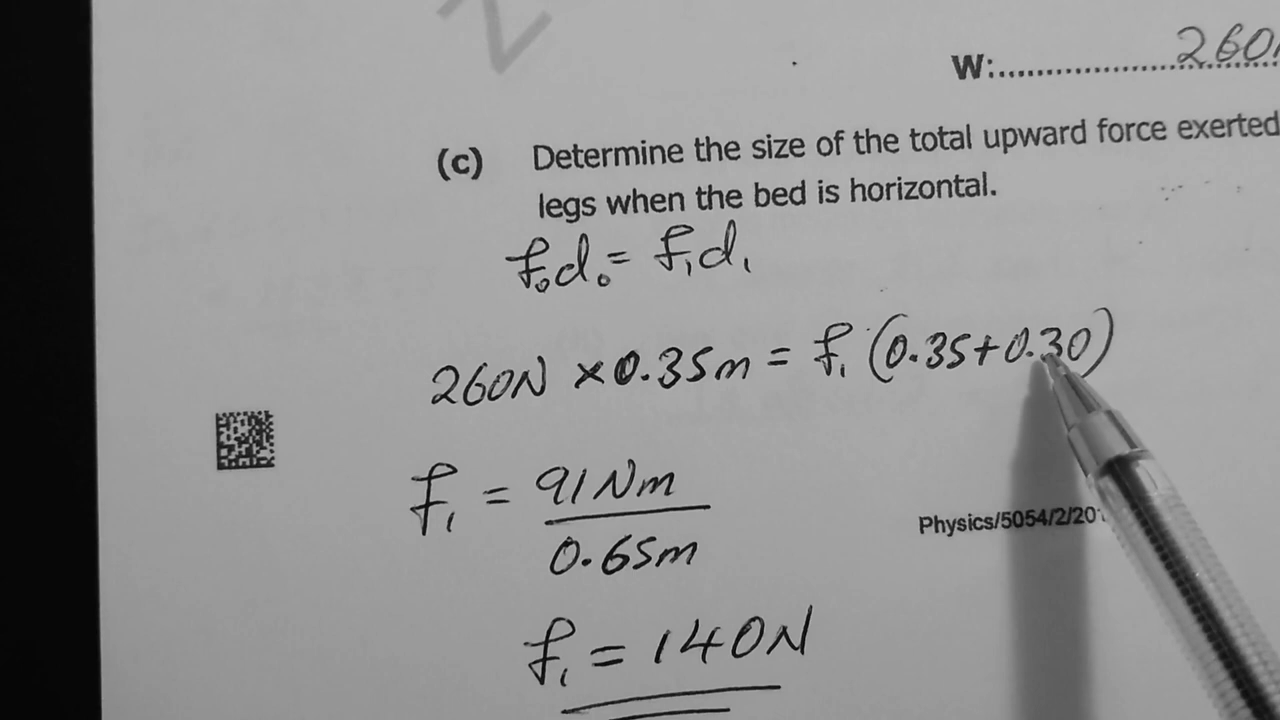 W:.......................260
(c) Determine the size of the total upward force exerted
legs when the bed is horizontal.
f₀d₀ = f₁d₁
260N × 0.35m = f₁ (0.35+0.30)
f₁ = 91Nm
0.65m
Physics/5054/2/20
f₁ = 140N